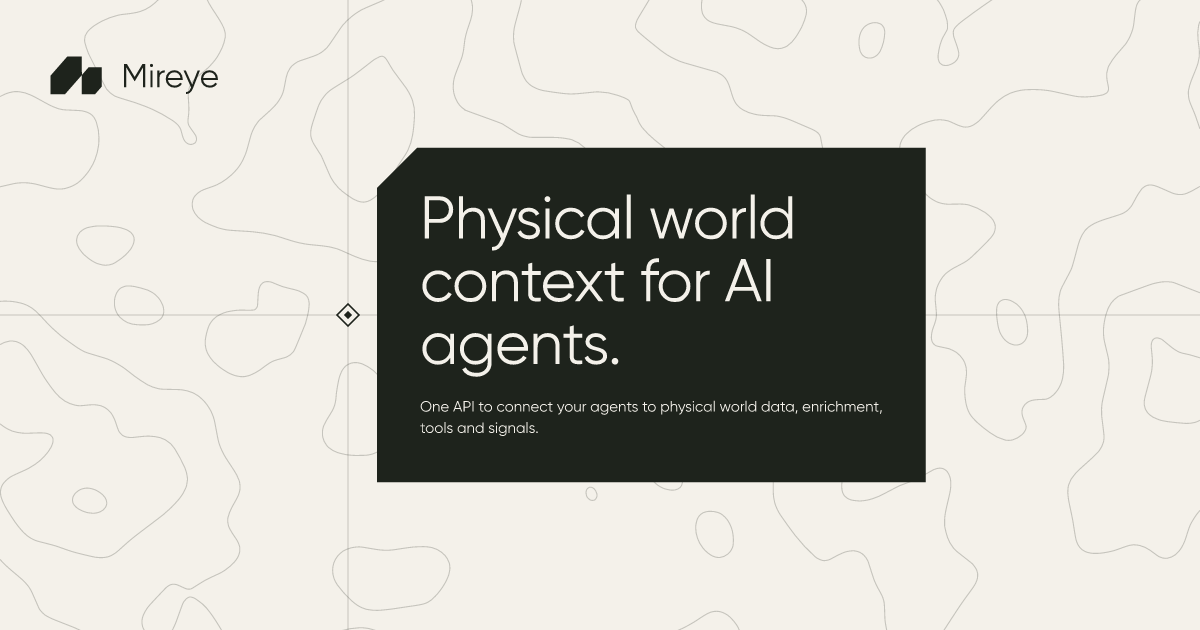 Mireye
Physical world
context for AI
agents.
One API to connect your agents to physical world data, enrichment,
tools and signals.